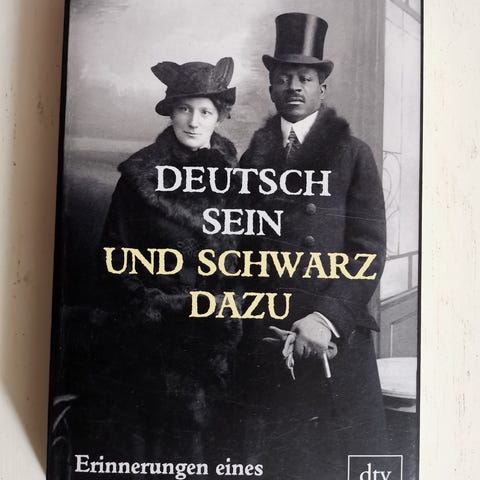 DEUTSCH
SEIN
UND SCHWARZ
DAZU
Erinnerungen eines
dtv